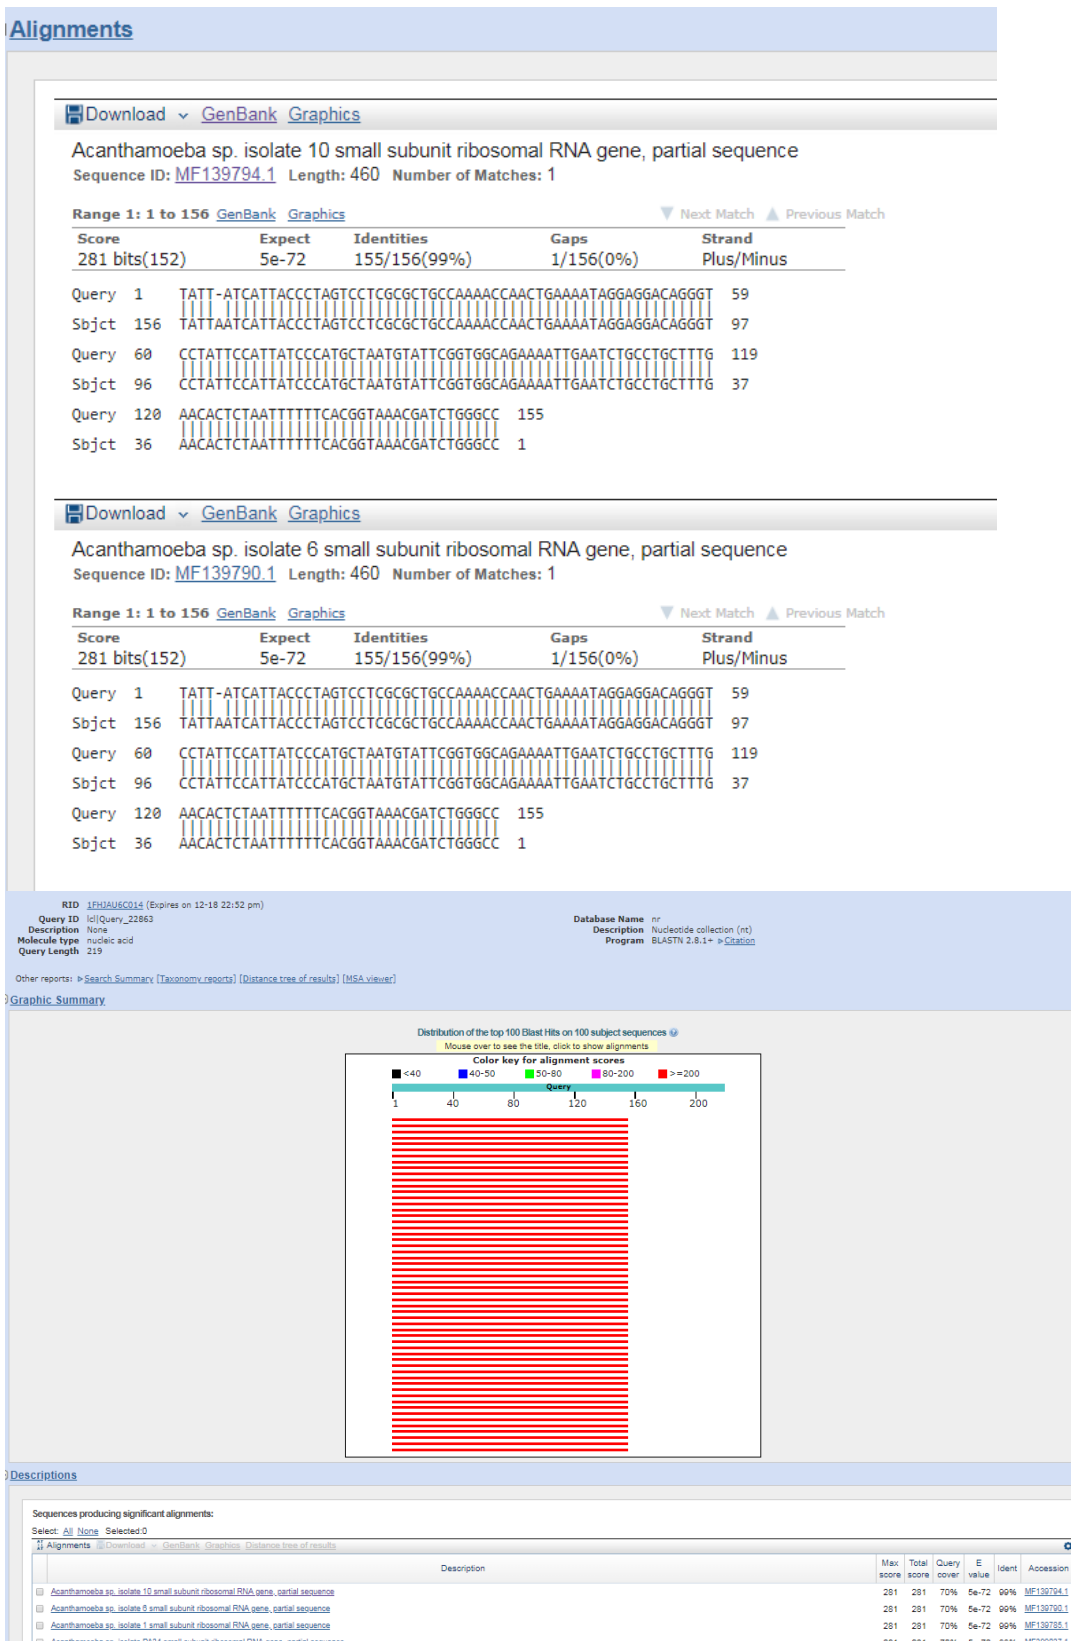 Alignments
Download GenBank Graphics
Acanthamoeba sp. isolate 10 small subunit ribosomal RNA gene, partial sequence
Sequence ID: MF139794.1 Length: 460 Number of Matches: 1
Range 1: 1 to 156 GenBank Graphics Next Match Previous Match
Score Expect Identities Gaps Strand
281 bits(152) 5e-72 155/156(99%) 1/156(0%) Plus/Minus
Query 1 TATT-ATCATTACCCTAGTCCTCGCGCTGCCAAAACCAACTGAAAATAGGAGGACAGGGT 59
Sbjct 156 TATTAATCATTACCCTAGTCCTCGCGCTGCCAAAACCAACTGAAAATAGGAGGACAGGGT 97
Query 60 CCTATTCCATTATCCCATGCTAATGTATTCGGTGGCAGAAAATTGAATCTGCCTGCTTTG 119
Sbjct 96 CCTATTCCATTATCCCATGCTAATGTATTCGGTGGCAGAAAATTGAATCTGCCTGCTTTG 37
Query 120 AACACTCTAATTTTTTCACGGTAAACGATCTGGGCC 155
Sbjct 36 AACACTCTAATTTTTTCACGGTAAACGATCTGGGCC 1
Download GenBank Graphics
Acanthamoeba sp. isolate 6 small subunit ribosomal RNA gene, partial sequence
Sequence ID: MF139790.1 Length: 460 Number of Matches: 1
Range 1: 1 to 156 GenBank Graphics Next Match Previous Match
Score Expect Identities Gaps Strand
281 bits(152) 5e-72 155/156(99%) 1/156(0%) Plus/Minus
Query 1 TATT-ATCATTACCCTAGTCCTCGCGCTGCCAAAACCAACTGAAAATAGGAGGACAGGGT 59
Sbjct 156 TATTAATCATTACCCTAGTCCTCGCGCTGCCAAAACCAACTGAAAATAGGAGGACAGGGT 97
Query 60 CCTATTCCATTATCCCATGCTAATGTATTCGGTGGCAGAAAATTGAATCTGCCTGCTTTG 119
Sbjct 96 CCTATTCCATTATCCCATGCTAATGTATTCGGTGGCAGAAAATTGAATCTGCCTGCTTTG 37
Query 120 AACACTCTAATTTTTTCACGGTAAACGATCTGGGCC 155
Sbjct 36 AACACTCTAATTTTTTCACGGTAAACGATCTGGGCC 1
RID 1FHJAU6C014 (Expires on 12-18 22:52 pm)
Query ID lcl|Query_22863 Database Name nr
Description None Description Nucleotide collection (nt)
Molecule type nucleic acid Program BLASTN 2.8.1+ Citation
Query Length 219
Other reports: Search Summary [Taxonomy reports] [Distance tree of results] [MSA viewer]
Graphic Summary
Distribution of the top 100 Blast Hits on 100 subject sequences
Mouse over to see the title, click to show alignments
Color key for alignment scores
<40 40-50 50-80 80-200 >=200
Query
1 40 80 120 160 200
Descriptions
Sequences producing significant alignments:
Select: All None Selected:0
Alignments Download GenBank Graphics Distance tree of results
Description Max score Total score Query cover E value Ident Accession
Acanthamoeba sp. isolate 10 small subunit ribosomal RNA gene, partial sequence 281 281 70% 5e-72 99% MF139794.1
Acanthamoeba sp. isolate 6 small subunit ribosomal RNA gene, partial sequence 281 281 70% 5e-72 99% MF139790.1
Acanthamoeba sp. isolate 1 small subunit ribosomal RNA gene, partial sequence 281 281 70% 5e-72 99% MF139785.1